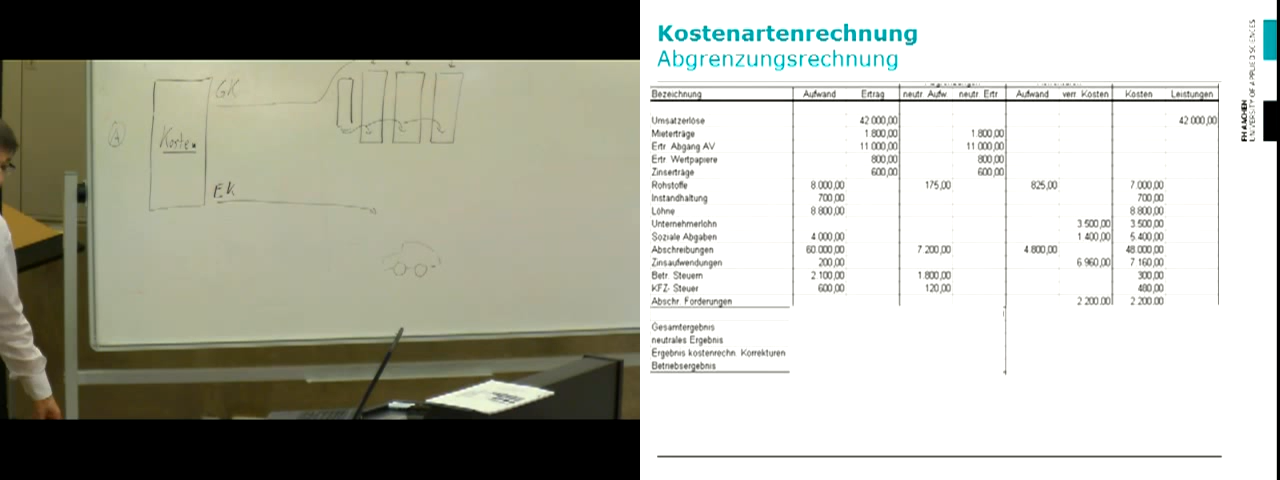 GK
A
Kosten
EK
Kostenartenrechnung
Abgrenzungsrechnung
Bezeichnung Aufwand Ertrag neutr. Aufw. neutr. Ertr. Aufwand verr. Kosten Kosten Leistungen
Umsatzerlöse 42 000,00 42 000,00
Mieterträge 1 800,00 1 800,00
Ertr. Abgang AV 11 000,00 11 000,00
Ertr. Wertpapiere 800,00 800,00
Zinserträge 600,00 600,00
Rohstoffe 8 000,00 175,00 825,00 7 000,00
Instandhaltung 700,00 700,00
Löhne 8 800,00 8 800,00
Unternehmerlohn 3 500,00 3 500,00
Soziale Abgaben 4 000,00 1 400,00 5 400,00
Abschreibungen 60 000,00 7 200,00 4 800,00 48 000,00
Zinsaufwendungen 200,00 6 960,00 7 160,00
Betr. Steuern 2 100,00 1 800,00 300,00
KFZ- Steuer 600,00 120,00 480,00
Abschr. Forderungen 2 200,00 2 200,00
Gesamtergebnis
neutrales Ergebnis
Ergebnis kostenrechn. Korrekturen
Betriebsergebnis
FH AACHEN
UNIVERSITY OF APPLIED SCIENCES